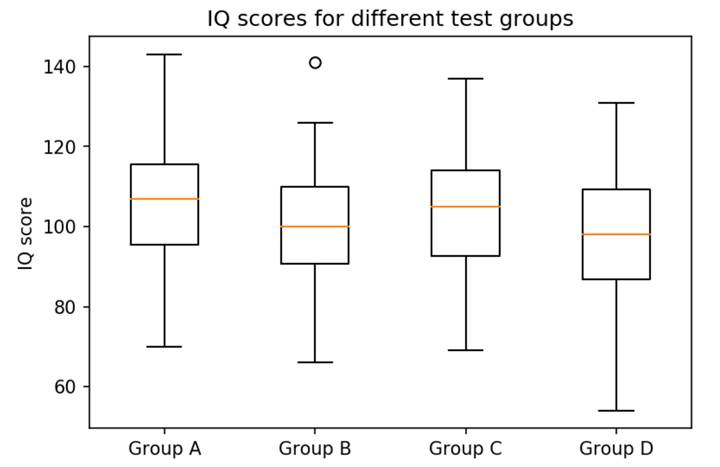 IQ scores for different test groups
IQ score
140
120
100
80
60
Group A Group B Group C Group D